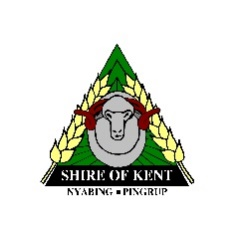 SHIRE OF KENT
NYABING ▪ PINGRUP